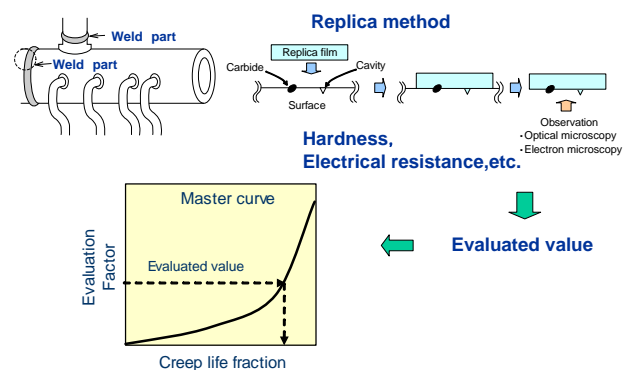 Replica method
Weld part
Weld part
Replica film
Carbide
Cavity
Surface
Observation
・Optical microscopy
・Electron microscopy
Hardness,
Electrical resistance,etc.
Evaluated value
Master curve
Evaluated value
Evaluation
Factor
Creep life fraction